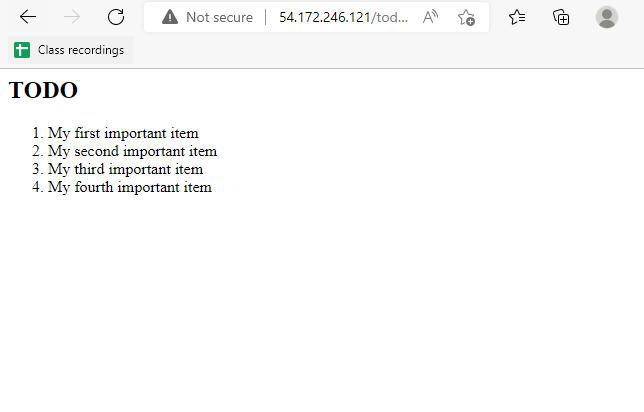 Not secure 54.172.246.121/tod...
Class recordings
TODO
1. My first important item
2. My second important item
3. My third important item
4. My fourth important item